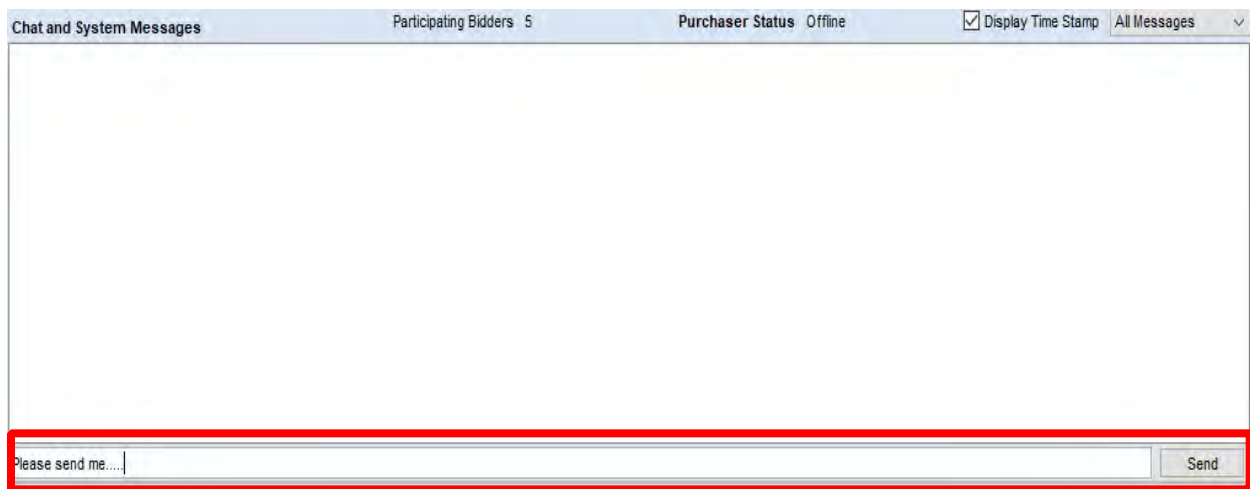 Chat and System Messages Participating Bidders 5 Purchaser Status Offline Display Time Stamp All Messages
Please send me..... Send